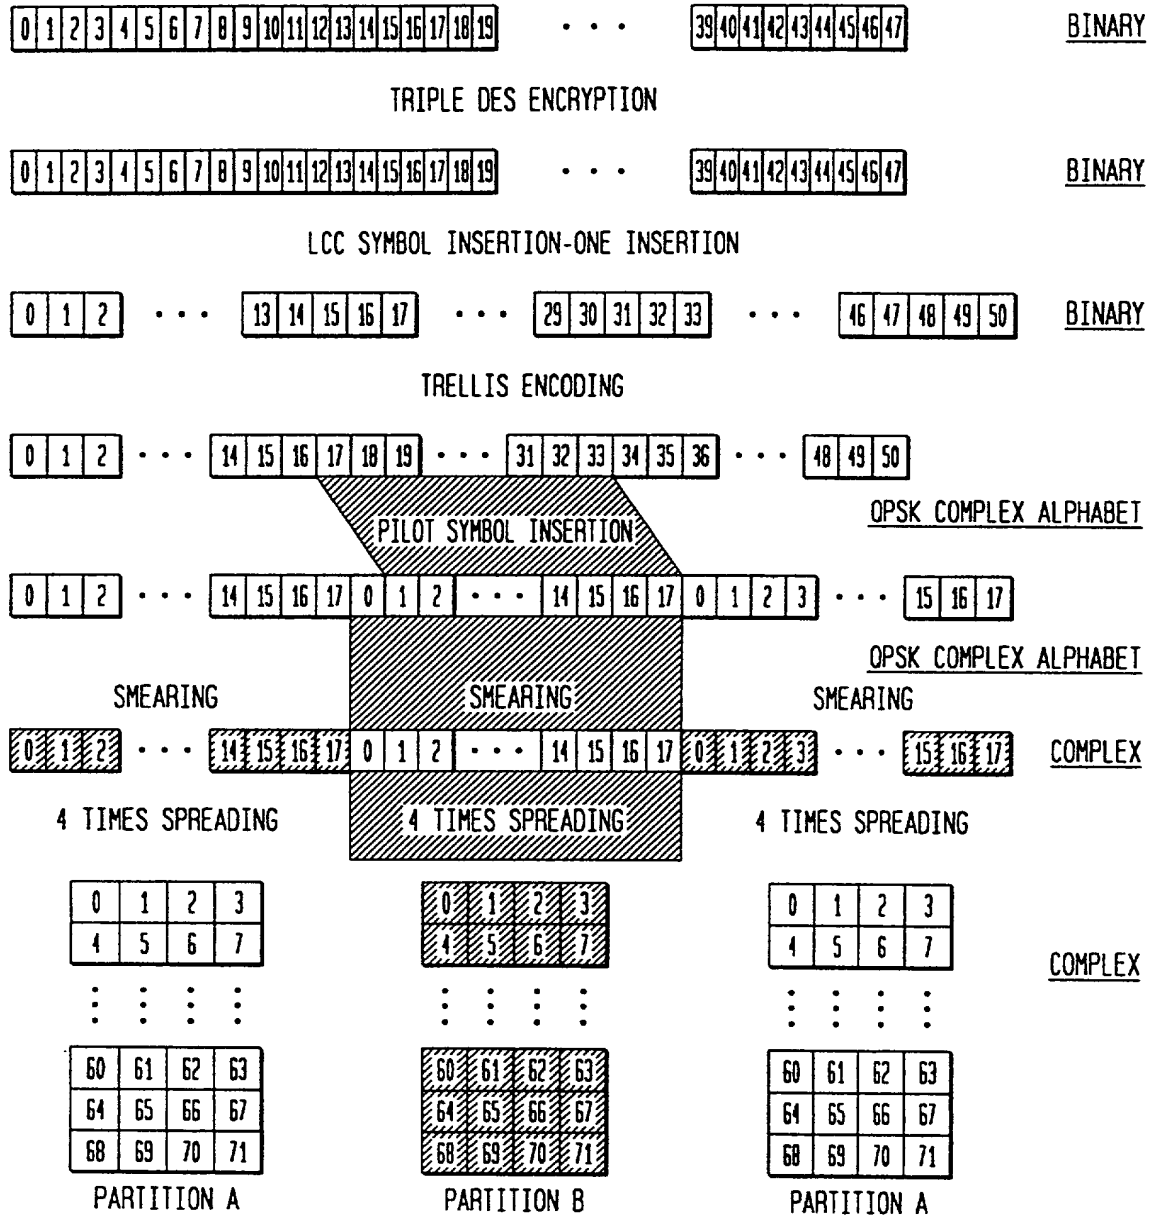 0 1 2 3 4 5 6 7 8 9 10 11 12 13 14 15 16 17 18 19 · · · 39 40 41 42 43 44 45 46 47 BINARY
TRIPLE DES ENCRYPTION
0 1 2 3 4 5 6 7 8 9 10 11 12 13 14 15 16 17 18 19 · · · 39 40 41 42 43 44 45 46 47 BINARY
LCC SYMBOL INSERTION-ONE INSERTION
0 1 2 · · · 13 14 15 16 17 · · · 29 30 31 32 33 · · · 46 47 48 49 50 BINARY
TRELLIS ENCODING
0 1 2 · · · 14 15 16 17 18 19 · · · 31 32 33 34 35 36 · · · 48 49 50
QPSK COMPLEX ALPHABET
PILOT SYMBOL INSERTION
0 1 2 · · · 14 15 16 17 0 1 2 · · · 14 15 16 17 0 1 2 3 · · · 15 16 17
QPSK COMPLEX ALPHABET
SMEARING SMEARING SMEARING
0 1 2 · · · 14 15 16 17 0 1 2 · · · 14 15 16 17 0 1 2 3 · · · 15 16 17 COMPLEX
4 TIMES SPREADING 4 TIMES SPREADING 4 TIMES SPREADING
0 1 2 3 0 1 2 3 0 1 2 3
4 5 6 7 4 5 6 7 4 5 6 7
COMPLEX
60 61 62 63 60 61 62 63 60 61 62 63
64 65 66 67 64 65 66 67 64 65 66 67
68 69 70 71 68 69 70 71 68 69 70 71
PARTITION A PARTITION B PARTITION A